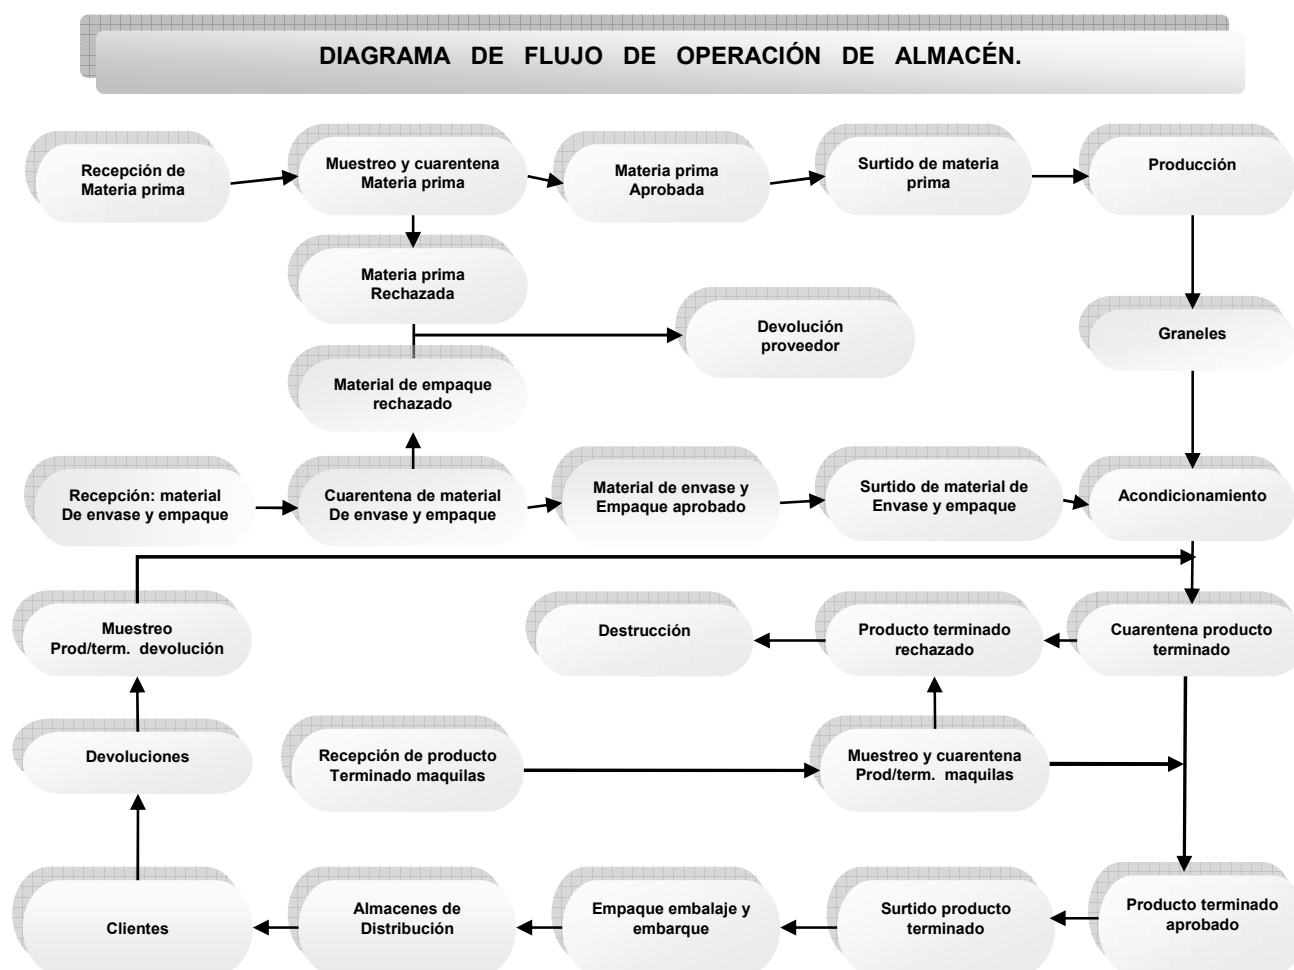 DIAGRAMA DE FLUJO DE OPERACIÓN DE ALMACÉN.
Recepción de
Materia prima
Muestreo y cuarentena
Materia prima
Materia prima
Aprobada
Surtido de materia
prima
Producción
Materia prima
Rechazada
Devolución
proveedor
Graneles
Material de empaque
rechazado
Recepción: material
De envase y empaque
Cuarentena de material
De envase y empaque
Material de envase y
Empaque aprobado
Surtido de material de
Envase y empaque
Acondicionamiento
Muestreo
Prod/term. devolución
Destrucción
Producto terminado
rechazado
Cuarentena producto
terminado
Devoluciones
Recepción de producto
Terminado maquilas
Muestreo y cuarentena
Prod/term. maquilas
Clientes
Almacenes de
Distribución
Empaque embalaje y
embarque
Surtido producto
terminado
Producto terminado
aprobado